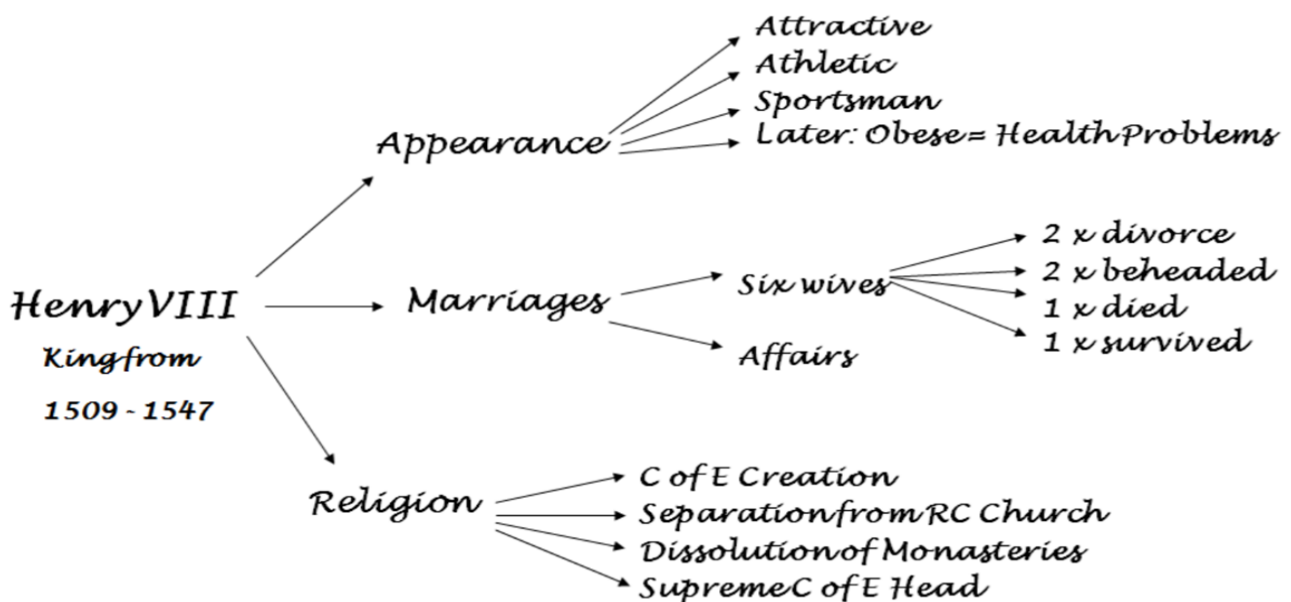 Henry VIII
King from
1509 - 1547
Appearance
Attractive
Athletic
Sportsman
Later: Obese = Health Problems
Marriages
Six wives
2 x divorce
2 x beheaded
1 x died
1 x survived
Affairs
Religion
C of E Creation
Separation from RC Church
Dissolution of Monasteries
Supreme C of E Head